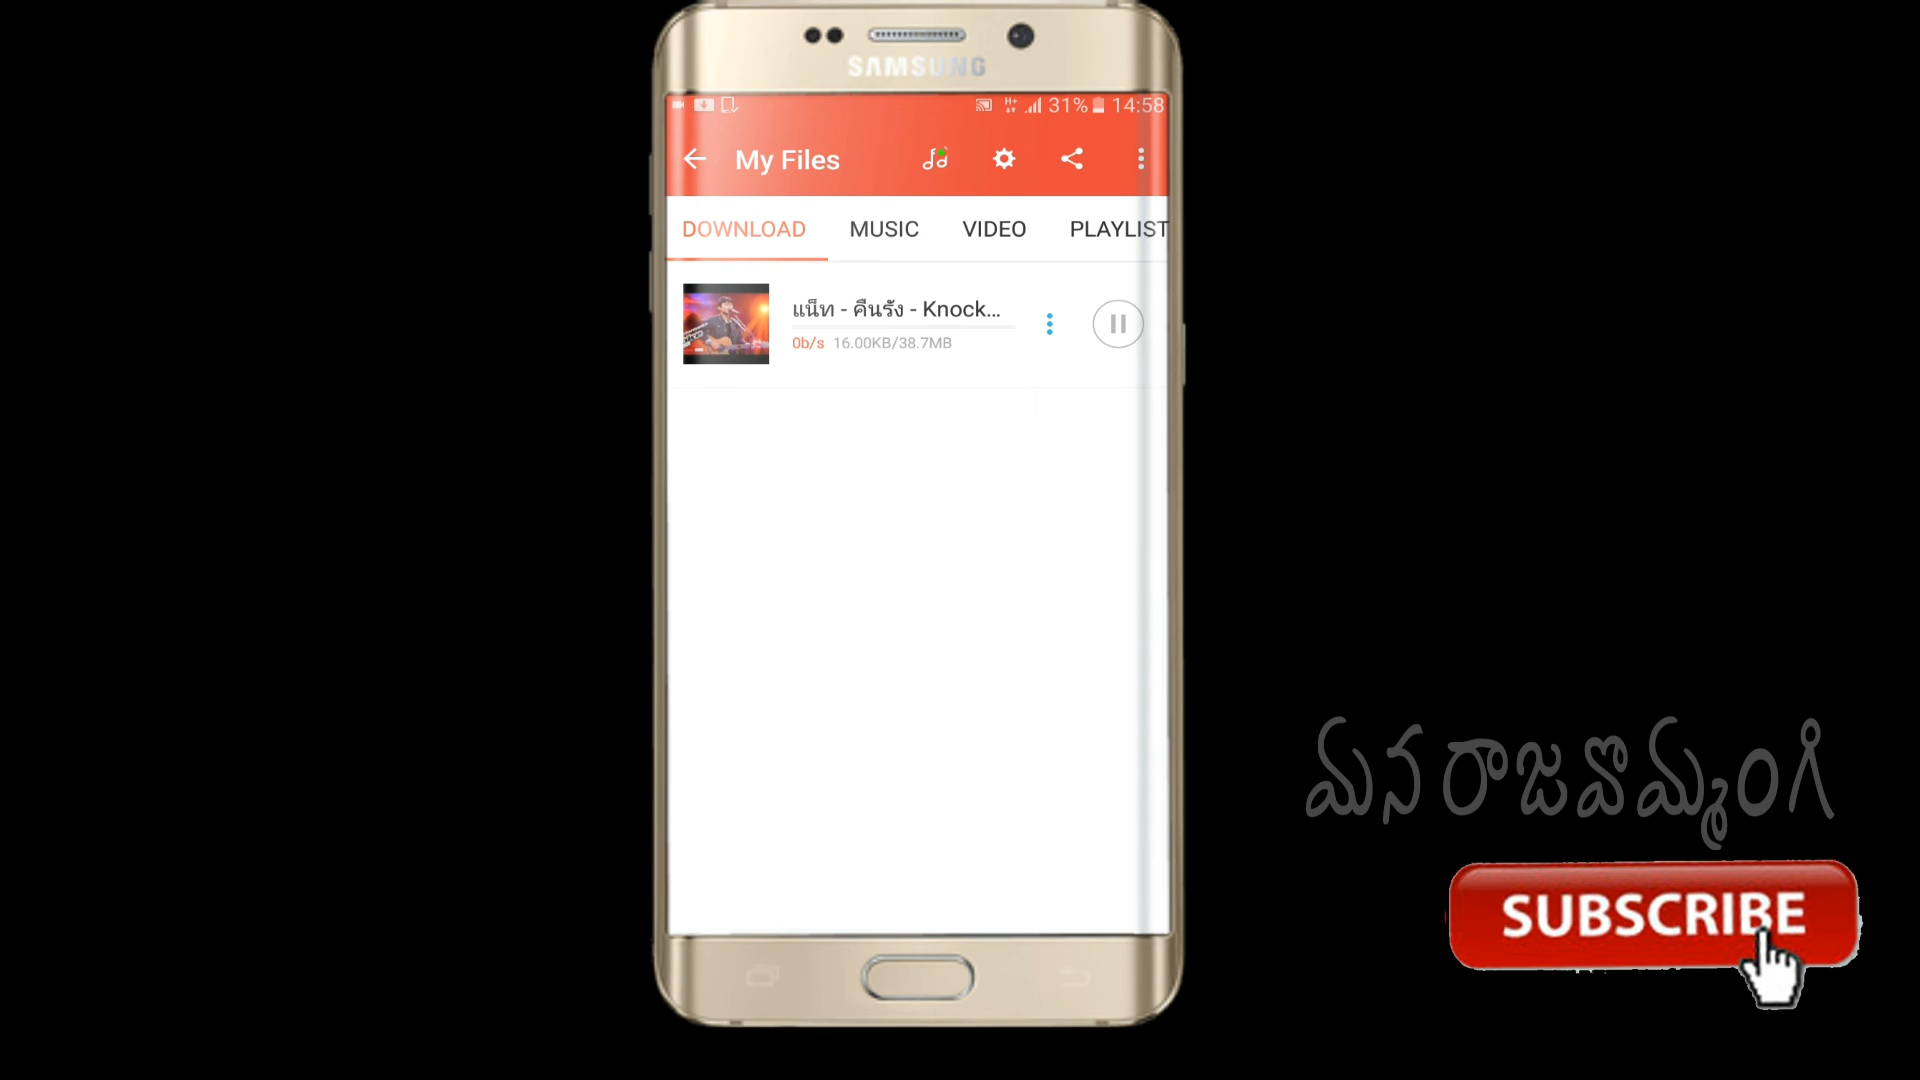 SAMSUNG
31% 14:58
My Files
DOWNLOAD MUSIC VIDEO PLAYLIST
แน็ท - คืนรัง - Knock...
0b/s 16.00KB/38.7MB
మన రాజవొమ్మంగి
SUBSCRIBE